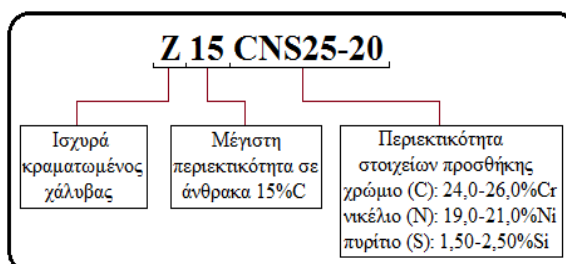 Z 15 CNS25-20
Ισχυρά
κραματωμένος
χάλυβας
Μέγιστη
περιεκτικότητα σε
άνθρακα 15%C
Περιεκτικότητα
στοιχείων προσθήκης
χρώμιο (C): 24,0-26,0%Cr
νικέλιο (N): 19,0-21,0%Ni
πυρίτιο (S): 1,50-2,50%Si